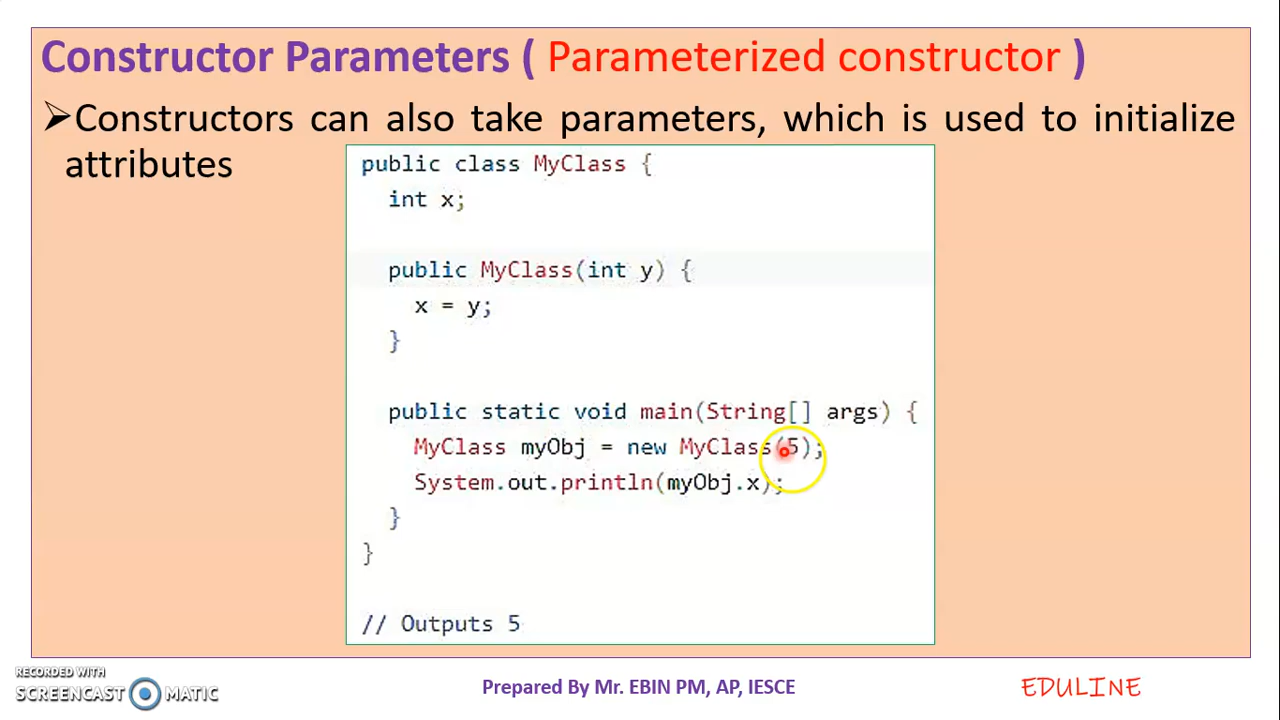 Constructor Parameters ( Parameterized constructor )
➢Constructors can also take parameters, which is used to initialize
attributes
public class MyClass {
int x;
public MyClass(int y) {
x = y;
}
public static void main(String[] args) {
MyClass myObj = new MyClass(5);
System.out.println(myObj.x);
}
}
// Outputs 5
RECORDED WITH
SCREENCAST MATIC
Prepared By Mr. EBIN PM, AP, IESCE
EDULINE